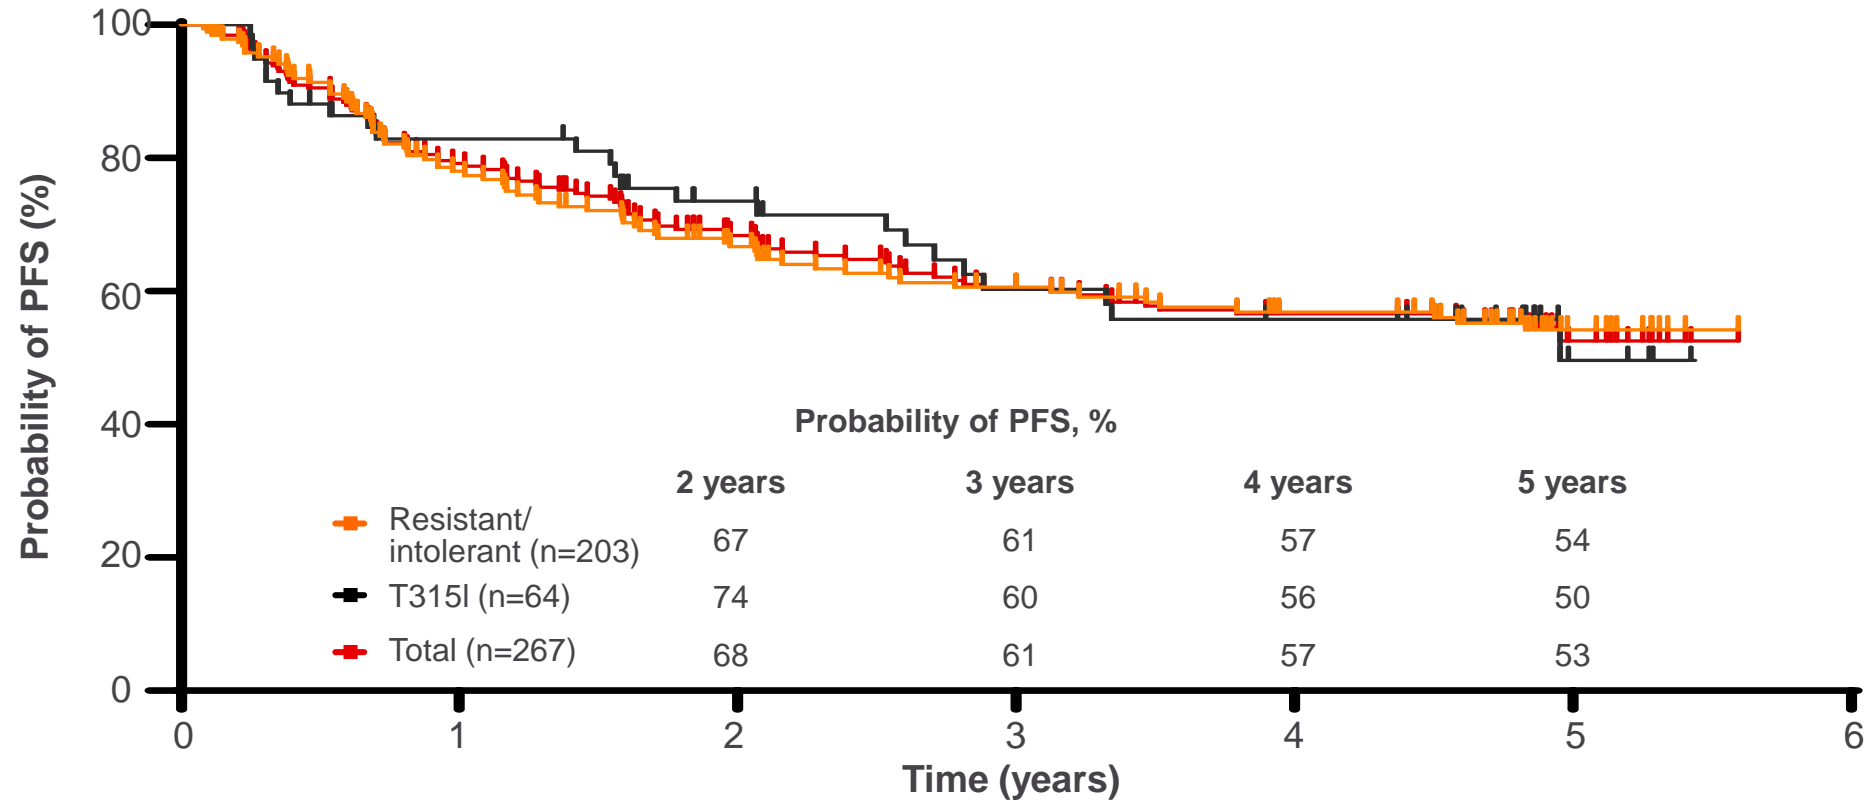 100
80
60
40
20
0
Probability of PFS (%)
Probability of PFS, %
2 years 3 years 4 years 5 years
Resistant/
intolerant (n=203) 67 61 57 54
T315I (n=64) 74 60 56 50
Total (n=267) 68 61 57 53
0 1 2 3 4 5 6
Time (years)